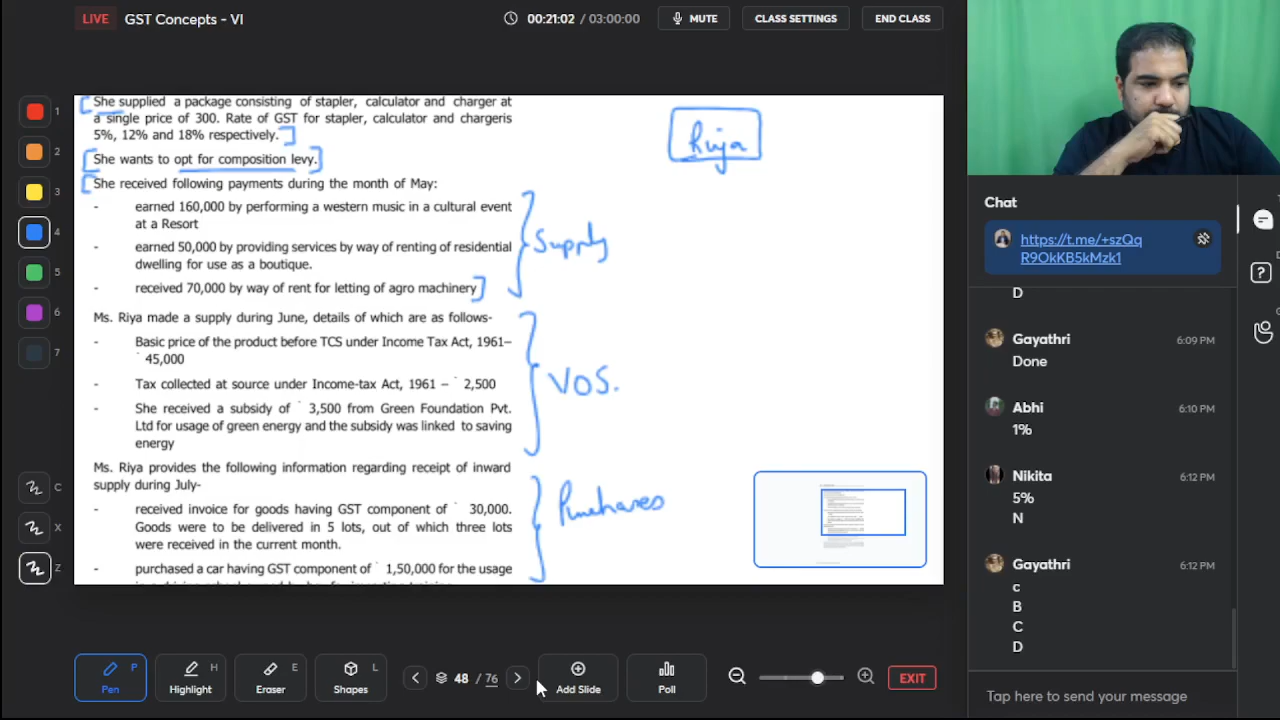 LIVE GST Concepts - VI 00:21:02 / 03:00:00 MUTE CLASS SETTINGS END CLASS
1
2
3
4
5
6
7
C
X
Z
She supplied a package consisting of stapler, calculator and charger at
a single price of 300. Rate of GST for stapler, calculator and chargeris
5%, 12% and 18% respectively.
She wants to opt for composition levy.
She received following payments during the month of May:
- earned 160,000 by performing a western music in a cultural event
at a Resort
- earned 50,000 by providing services by way of renting of residential
dwelling for use as a boutique.
- received 70,000 by way of rent for letting of agro machinery
Ms. Riya made a supply during June, details of which are as follows-
- Basic price of the product before TCS under Income Tax Act, 1961–
` 45,000
- Tax collected at source under Income-tax Act, 1961 – ` 2,500
- She received a subsidy of ` 3,500 from Green Foundation Pvt.
Ltd for usage of green energy and the subsidy was linked to saving
energy
Ms. Riya provides the following information regarding receipt of inward
supply during July-
- received invoice for goods having GST component of ` 30,000.
Goods were to be delivered in 5 lots, out of which three lots
were received in the current month.
- purchased a car having GST component of ` 1,50,000 for the usage
Riya
Supply
VOS.
Purchases
Pen P
Highlight H
Eraser E
Shapes L
48 / 76
Add Slide
Poll
EXIT
Chat
https://t.me/+szQq
R9OkKB5kMzk1
D
Gayathri 6:09 PM
Done
Abhi 6:10 PM
1%
Nikita 6:12 PM
5%
N
Gayathri 6:12 PM
c
B
C
D
Tap here to send your message